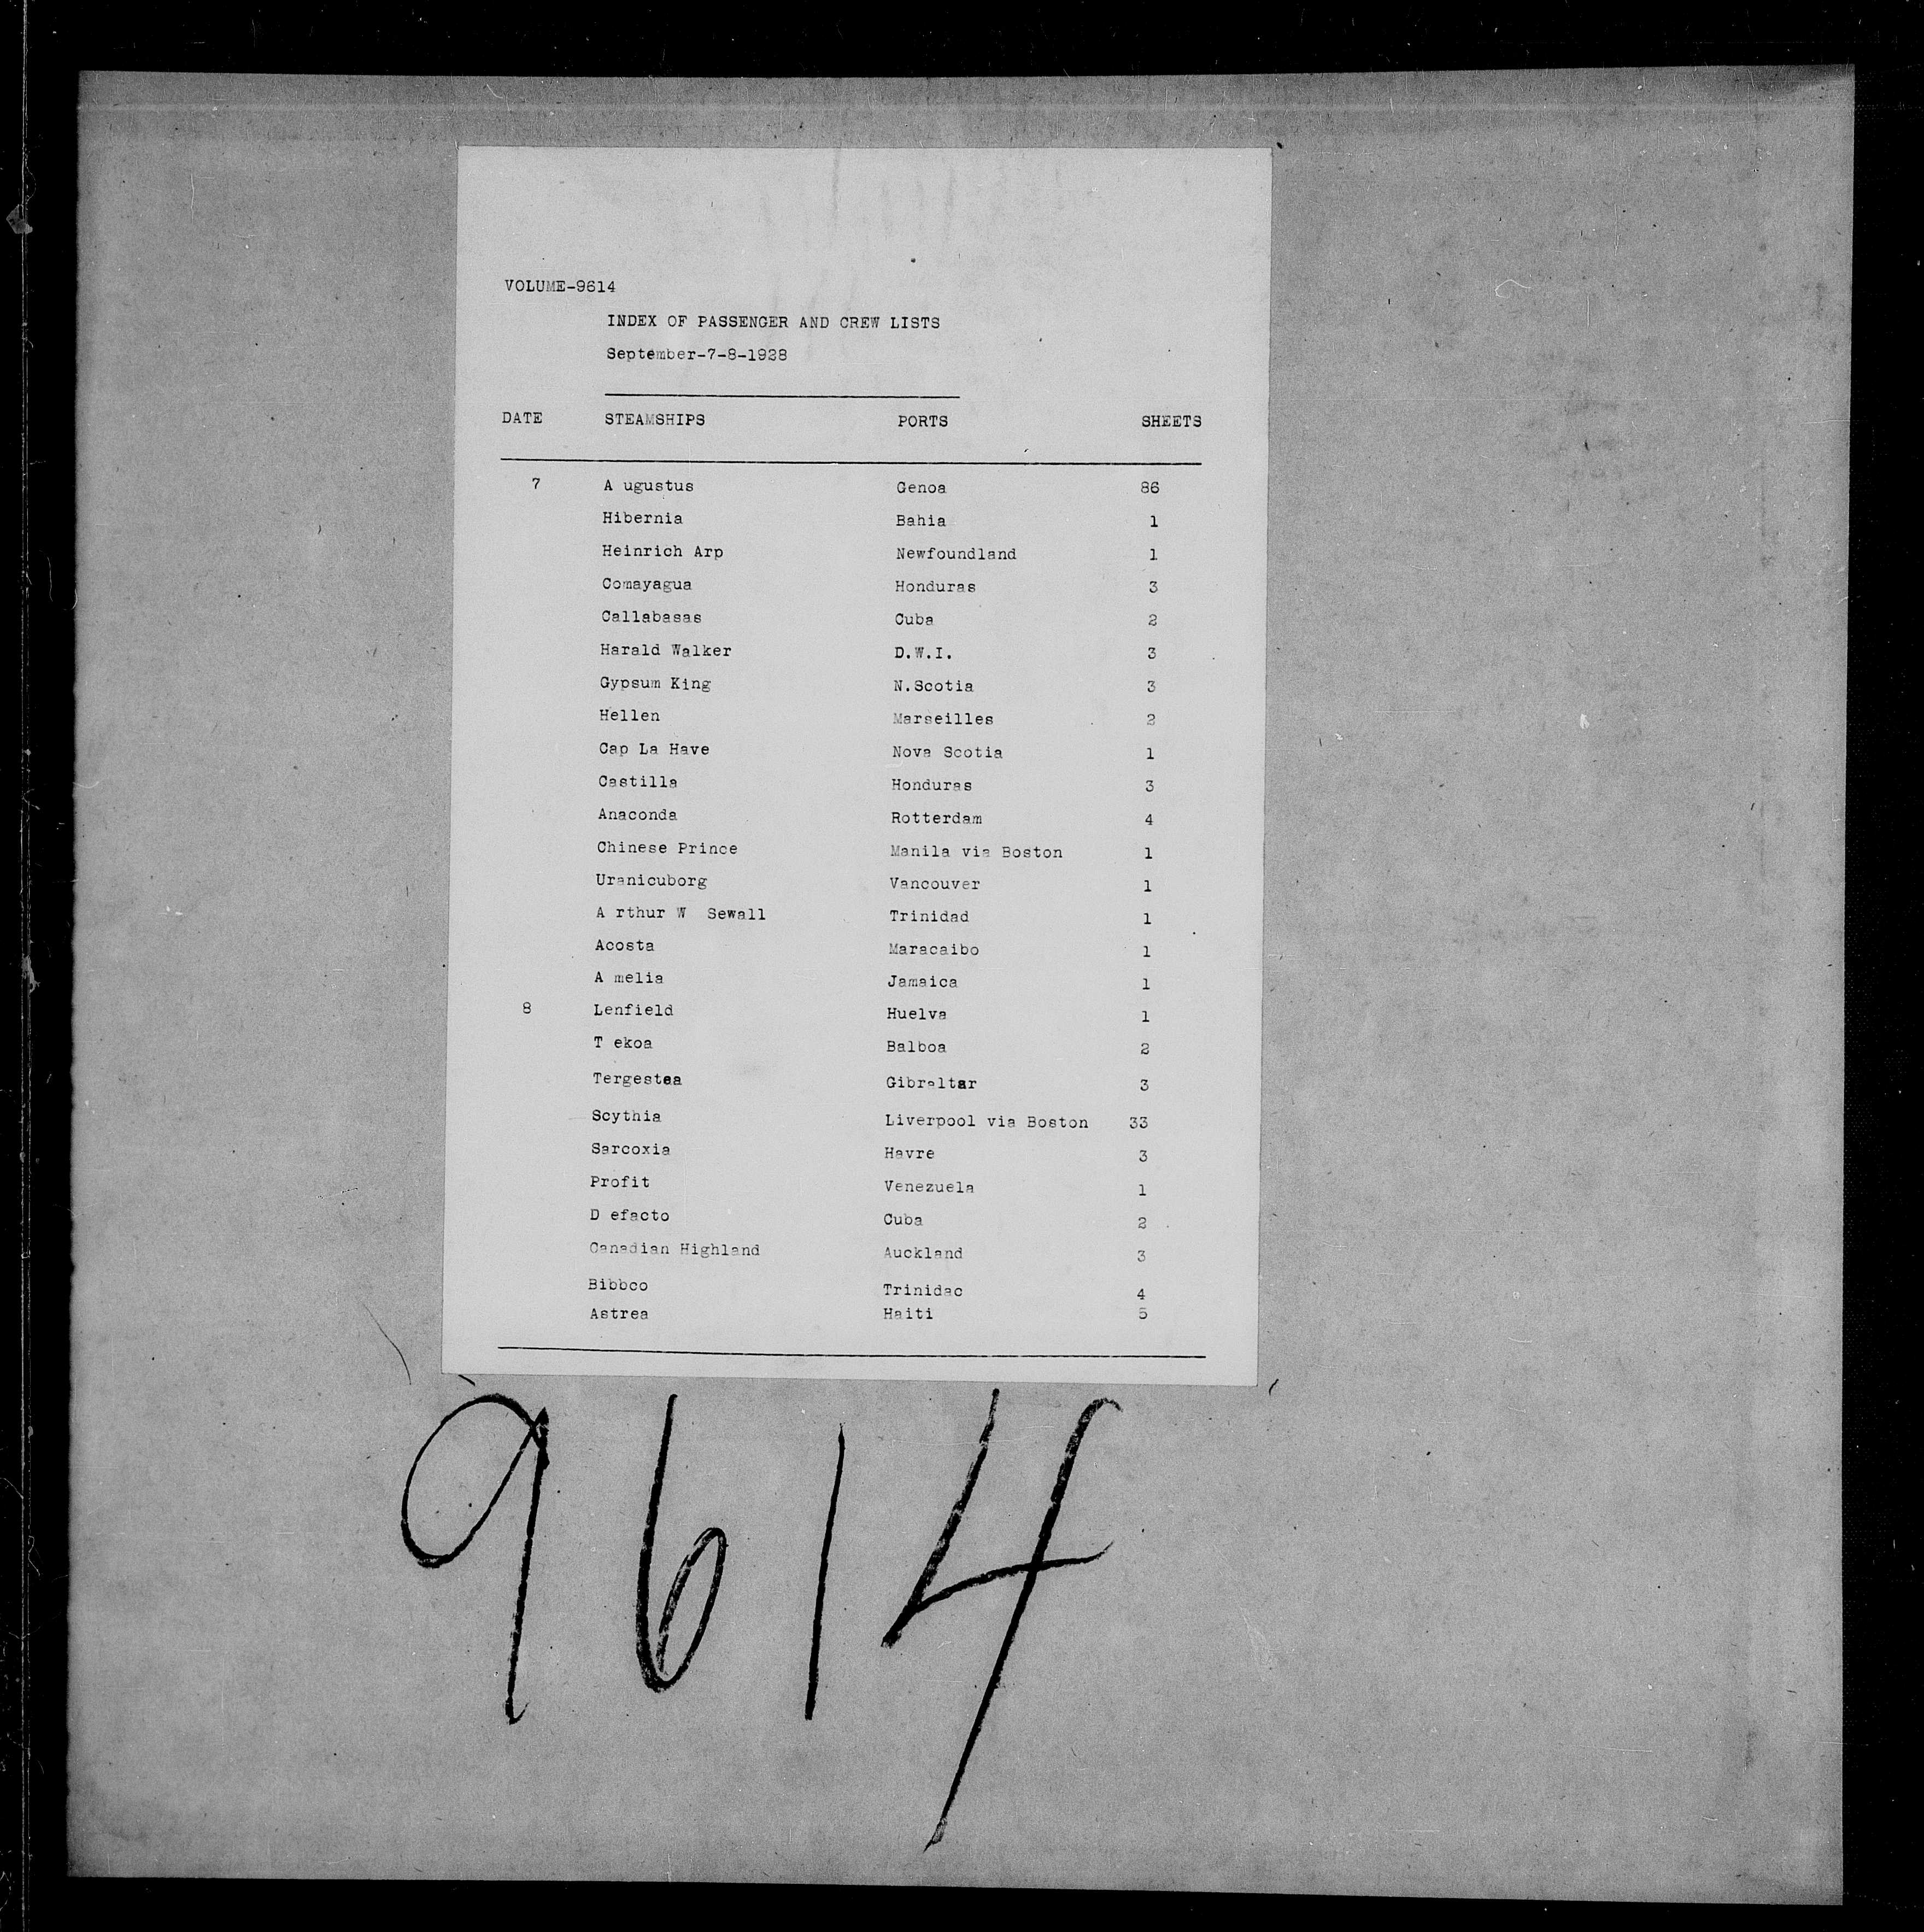 VOLUME-9614
INDEX OF PASSENGER AND CREW LISTS
September-7-8-1928
DATE STEAMSHIPS PORTS SHEETS
7 A ugustus Genoa 86
Hibernia Bahia 1
Heinrich Arp Newfoundland 1
Comayagua Honduras 3
Callabasas Cuba 2
Harald Walker D.W.I. 3
Gypsum King N.Scotia 3
Hellen Marseilles 2
Cap La Have Nova Scotia 1
Castilla Honduras 3
Anaconda Rotterdam 4
Chinese Prince Manila via Boston 1
Uranicuborg Vancouver 1
A rthur W Sewall Trinidad 1
Acosta Maracaibo 1
A melia Jamaica 1
8 Lenfield Huelva 1
T ekoa Balboa 2
Tergestea Gibraltar 3
Scythia Liverpool via Boston 33
Sarcoxia Havre 3
Profit Venezuela 1
D efacto Cuba 2
Canadian Highland Auckland 3
Bibbco Trinidac 4
Astrea Haiti 5
9614